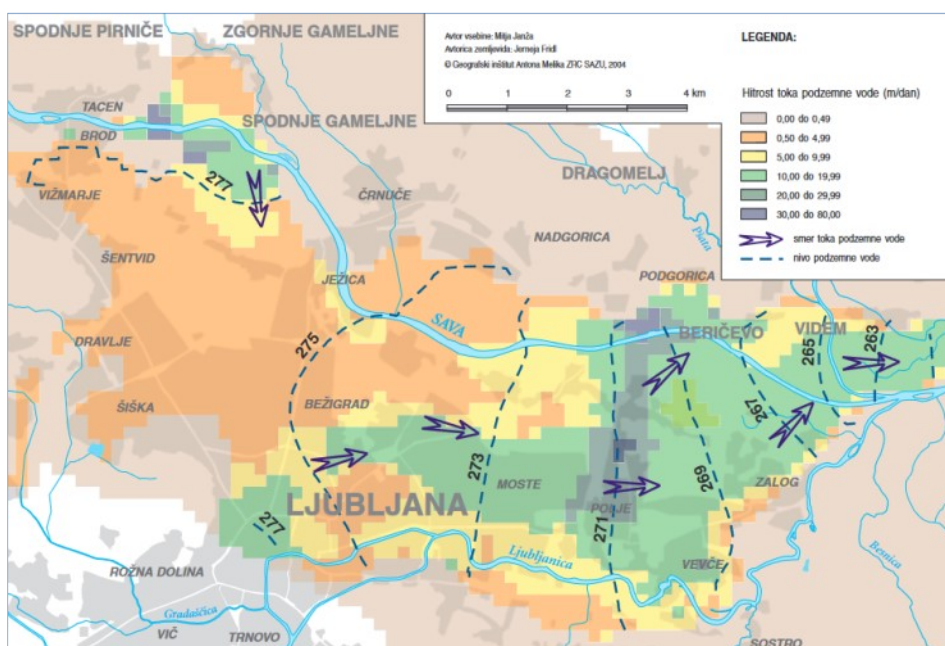 SPODNJE PIRNIČE
ZGORNJE GAMELJNE
Avtor vsebine: Mitja Janža
Avtorica zemljevida: Jerneja Fridl
© Geografski inštitut Antona Melika ZRC SAZU, 2004
0 1 2 3 4 km
LEGENDA:
Hitrost toka podzemne vode (m/dan)
0,00 do 0,49
0,50 do 4,99
5,00 do 9,99
10,00 do 19,99
20,00 do 29,99
30,00 do 80,00
smer toka podzemne vode
nivo podzemne vode
TACEN
BROD
SPODNJE GAMELJNE
VIŽMARJE
277
ČRNUČE
DRAGOMELJ
Pšata
NADGORICA
ŠENTVID
JEŽICA
PODGORICA
SAVA
BERIČEVO
VIDEM
263
265
275
DRAVLJE
ŠIŠKA
BEŽIGRAD
267
273
269
271
MOSTE
ZALOG
LJUBLJANA
POLJE
277
Ljubljanica
VEVČE
Besnica
ROŽNA DOLINA
Gradaščica
VIČ
TRNOVO
SOSTRO